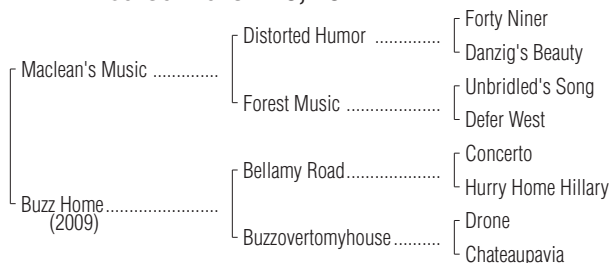 Forty Niner
Distorted Humor ..............
Danzig's Beauty
Maclean's Music ............
Unbridled's Song
Forest Music .................
Defer West
Concerto
Bellamy Road.................
Hurry Home Hillary
Buzz Home.....................
(2009)
Drone
Buzzovertomyhouse..........
Chateaupavia